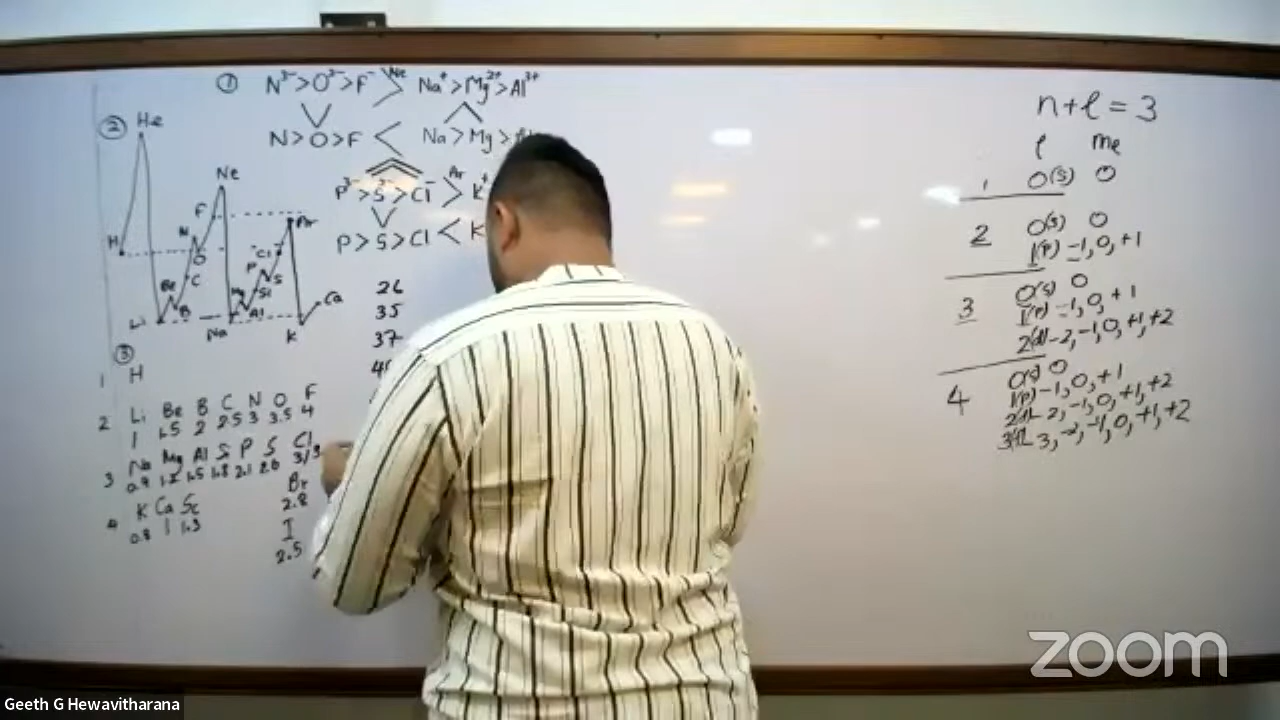 ① N³⁻>O²⁻>F⁻ > Na⁺>Mg²⁺>Al³⁺
Ne
N>O>F < Na>Mg>
P³⁻>S²⁻>Cl⁻ > K⁺
Ar
P>S>Cl < K
② He
Ne
F
N
H
O
Ar
Cl
P
S
Be
C
Si
Mg
Ca
Li
B
Na
Al
K
26
35
37
③
1 H
2 Li Be B C N O F
1 1.5 2 2.5 3 3.5 4
3 Na Mg Al Si P S Cl
0.9 1.2 1.5 1.8 2.1 2.6 3/3
Br
2.8
4 K Ca Sc
0.8 1 1.3
I
2.5
n+ℓ=3
ℓ mℓ
1 0(s) 0
2 0(s) 0
1(p) -1,0,+1
3 0(s) 0
1(p) -1,0,+1
2(d) -2,-1,0,+1,+2
4 0(s) 0
1(p) -1,0,+1
2(d) -2,-1,0,+1,+2
3, -2, -1, 0, +1, +2
zoom
Geeth G Hewavitharana